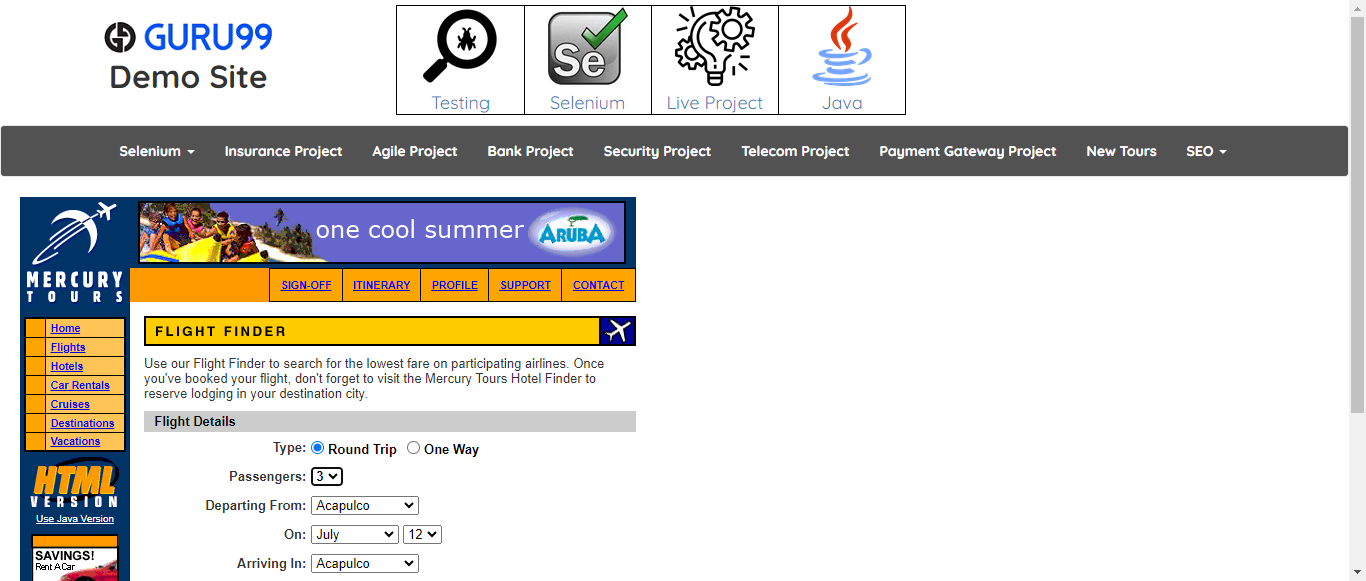 GURU99
Demo Site
Testing
Se
Selenium
Live Project
Java
Selenium
Insurance Project
Agile Project
Bank Project
Security Project
Telecom Project
Payment Gateway Project
New Tours
SEO
MERCURY
TOURS
one cool summer
ARUBA
SIGN-OFF
ITINERARY
PROFILE
SUPPORT
CONTACT
Home
Flights
Hotels
Car Rentals
Cruises
Destinations
Vacations
HTML
VERSION
Use Java Version
SAVINGS!
Rent A Car
FLIGHT FINDER
Use our Flight Finder to search for the lowest fare on participating airlines. Once
you've booked your flight, don't forget to visit the Mercury Tours Hotel Finder to
reserve lodging in your destination city.
Flight Details
Type: Round Trip One Way
Passengers: 3
Departing From: Acapulco
On: July 12
Arriving In: Acapulco